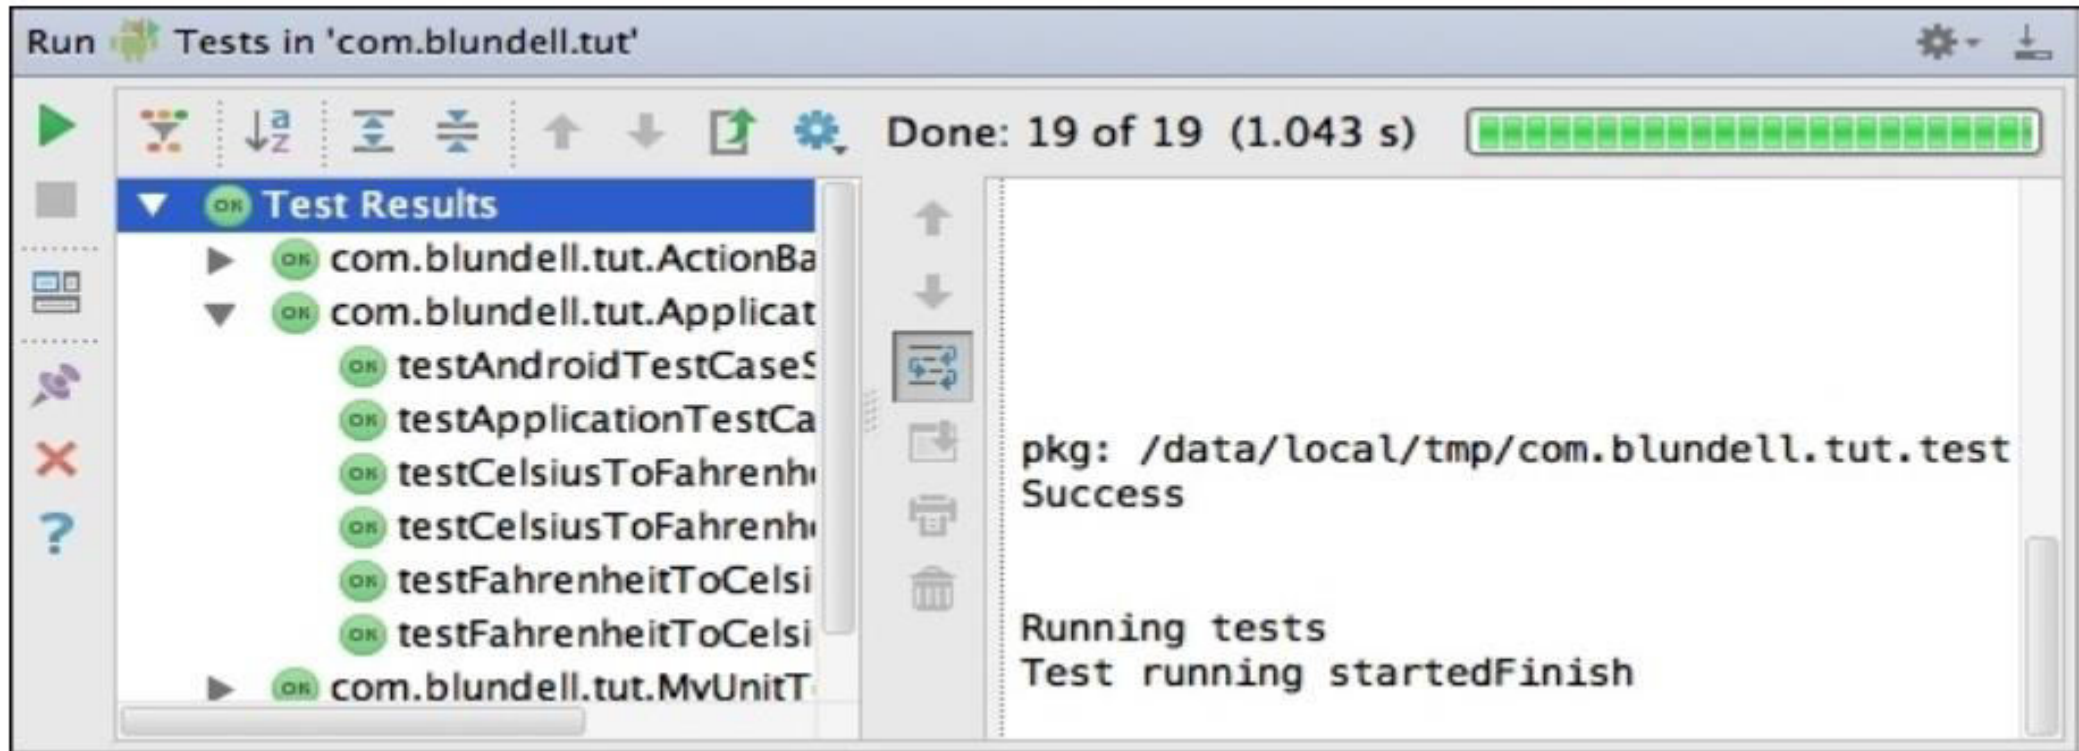 Run Tests in 'com.blundell.tut'
Done: 19 of 19 (1.043 s)
Test Results
com.blundell.tut.ActionBa
com.blundell.tut.Applicat
testAndroidTestCaseS
testApplicationTestCa
testCelsiusToFahrenhe
testCelsiusToFahrenhe
testFahrenheitToCelsi
testFahrenheitToCelsi
com.blundell.tut.MyUnitT
pkg: /data/local/tmp/com.blundell.tut.test
Success
Running tests
Test running startedFinish